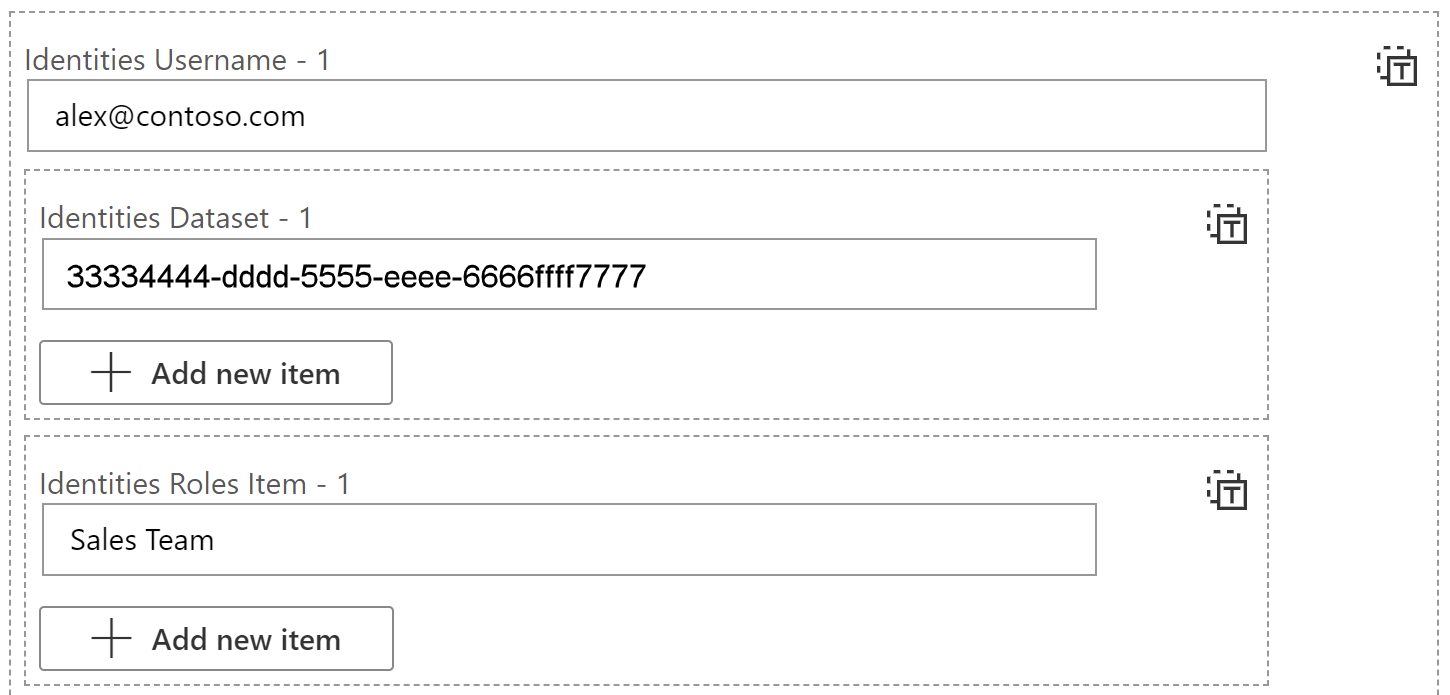 Identities Username - 1
alex@contoso.com
Identities Dataset - 1
33334444-dddd-5555-eeee-6666ffff7777
Add new item
Identities Roles Item - 1
Sales Team
Add new item